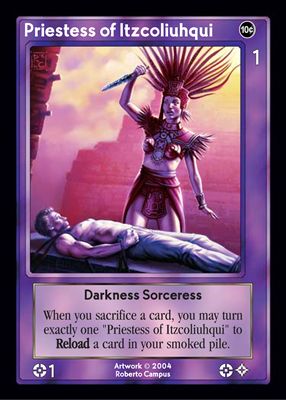 Priestess of Itzcoliuhqui
10¢
1
Darkness Sorceress
When you sacrifice a card, you may turn
exactly one "Priestess of Itzcoliuhqui" to
Reload a card in your smoked pile.
Artwork © 2004
Roberto Campus
1